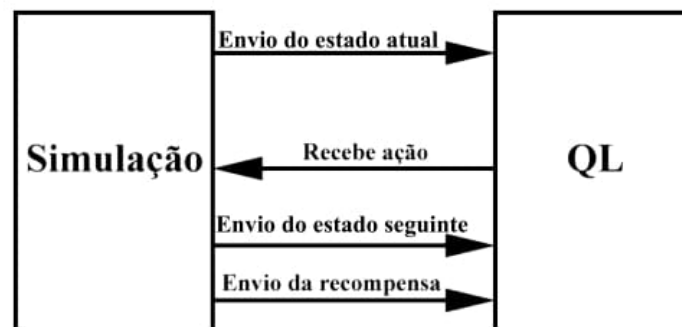 Envio do estado atual
Simulação
Recebe ação
QL
Envio do estado seguinte
Envio da recompensa